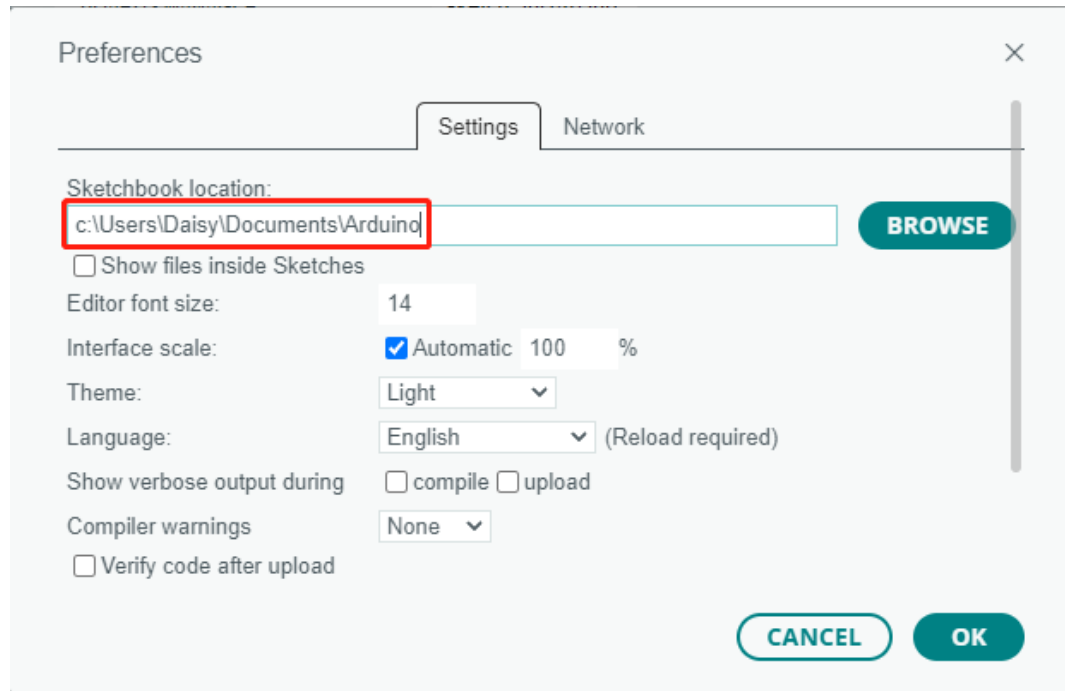 Preferences
Settings Network
Sketchbook location:
c:\Users\Daisy\Documents\Arduino BROWSE
Show files inside Sketches
Editor font size: 14
Interface scale: Automatic 100 %
Theme: Light
Language: English (Reload required)
Show verbose output during compile upload
Compiler warnings None
Verify code after upload
CANCEL OK